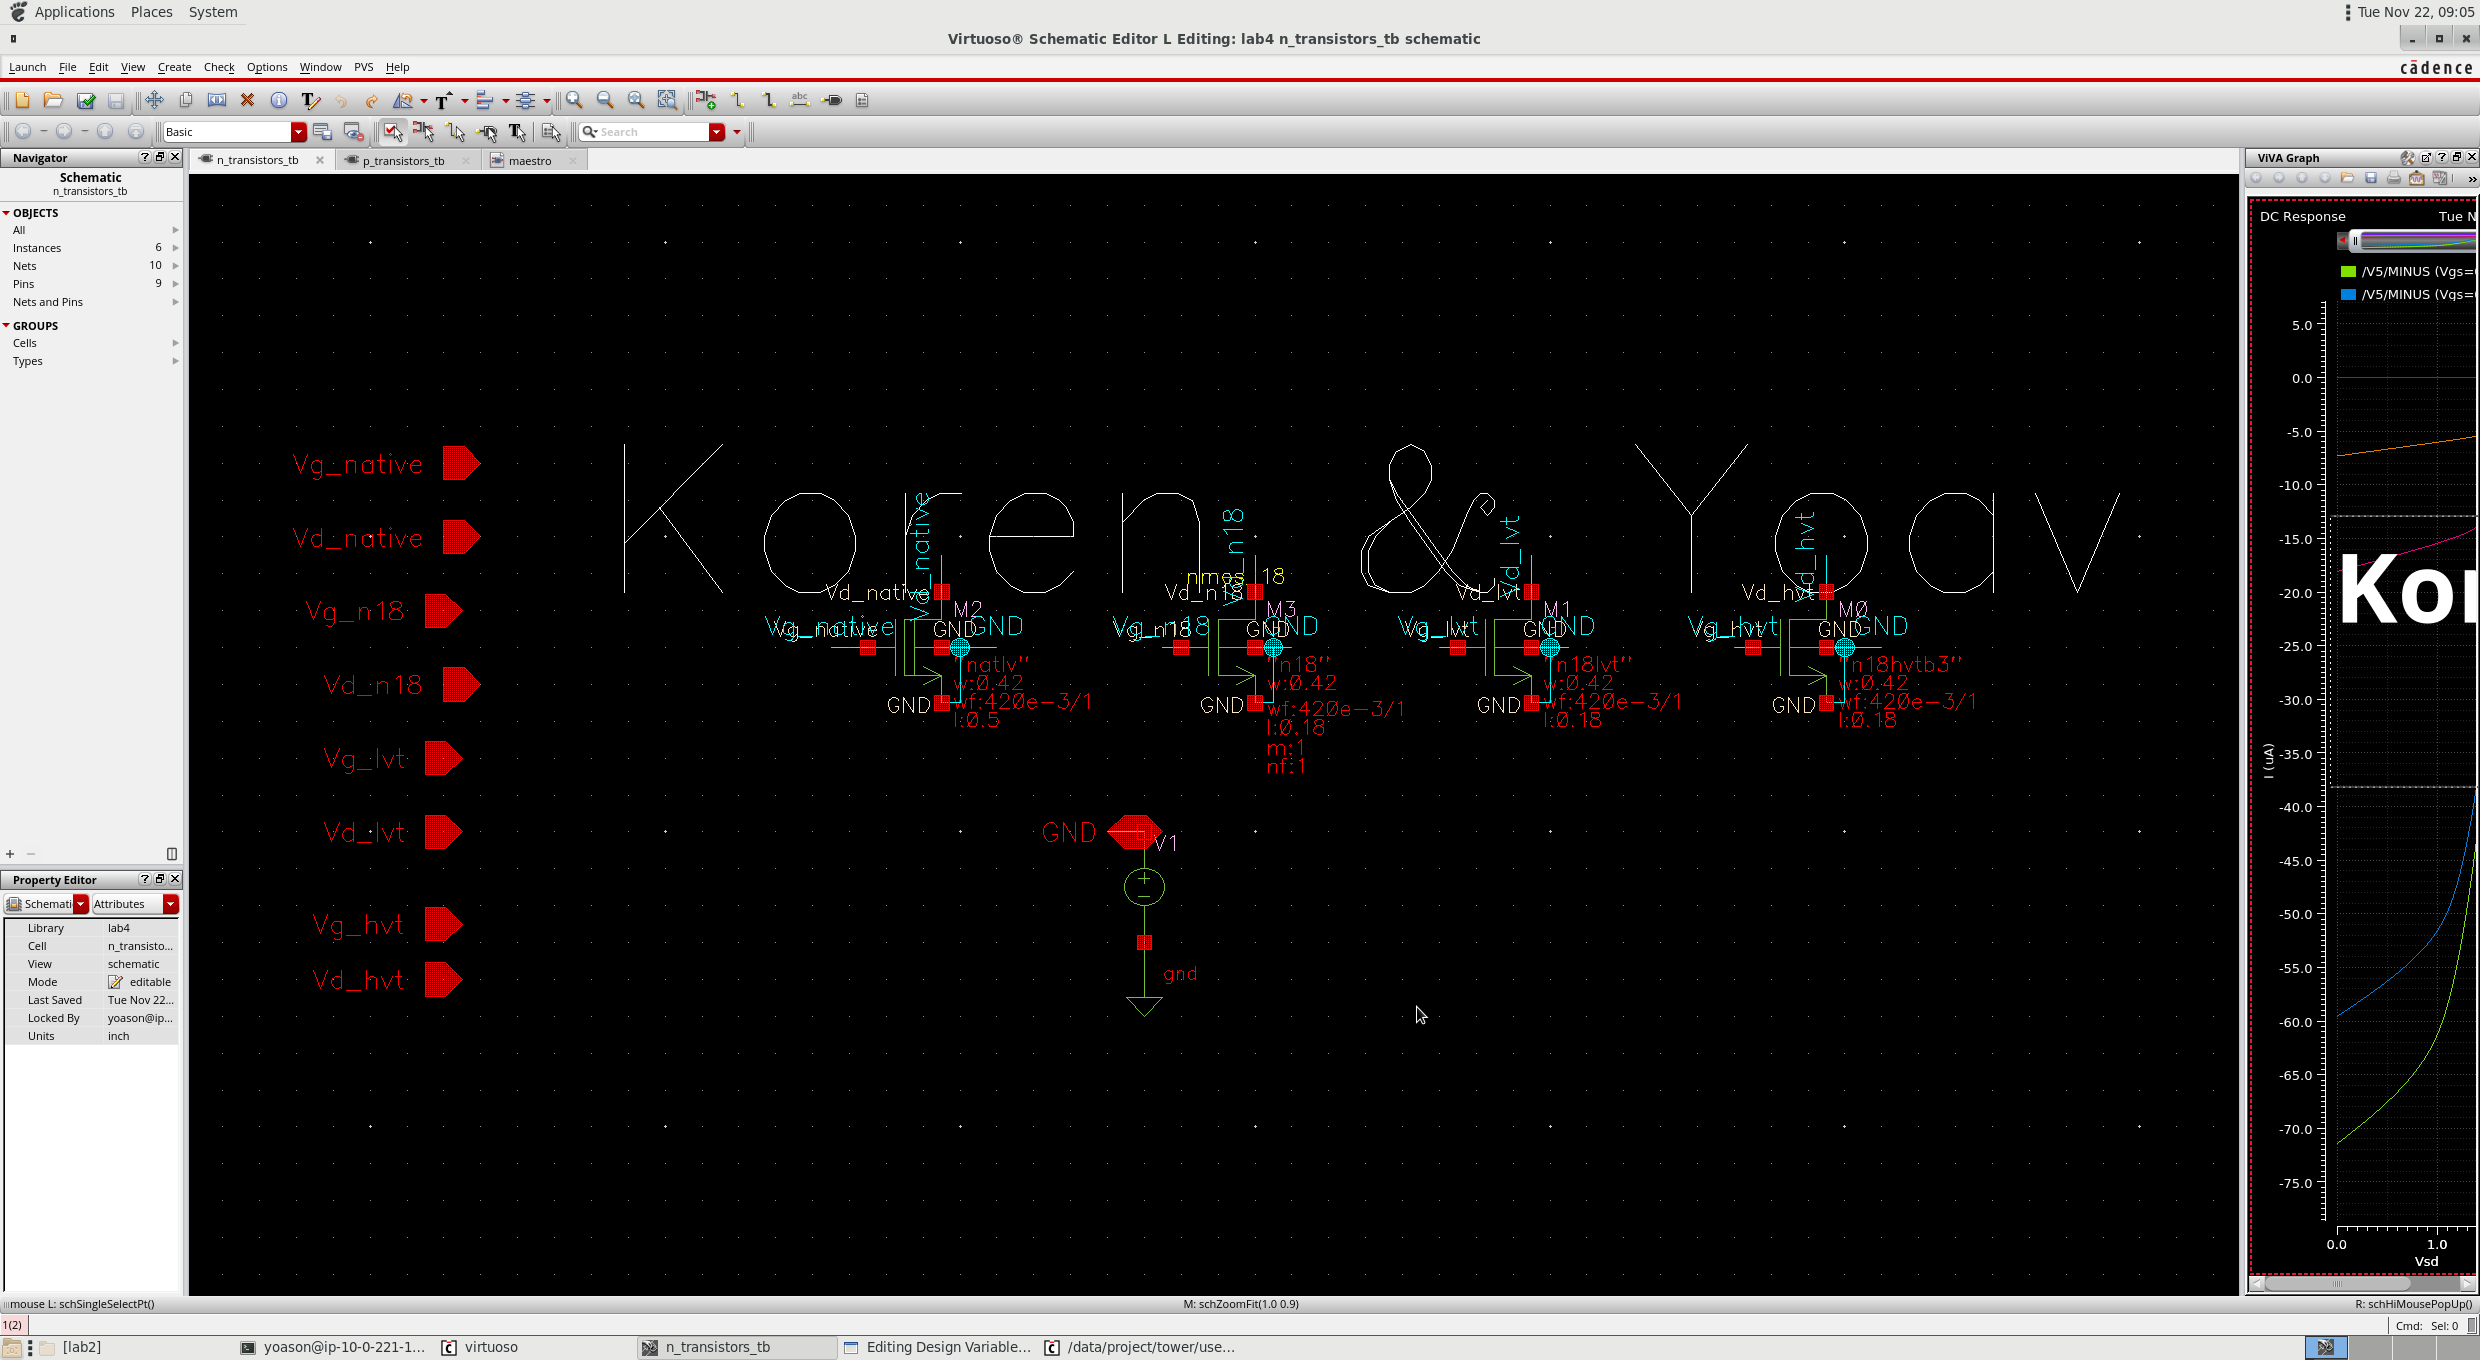 Applications Places System
Tue Nov 22, 09:05
Virtuoso® Schematic Editor L Editing: lab4 n_transistors_tb schematic
Launch File Edit View Create Check Options Window PVS Help
cādence
Basic
Search
Navigator
n_transistors_tb
p_transistors_tb
maestro
ViVA Graph
Schematic
n_transistors_tb
OBJECTS
All
Instances 6
Nets 10
Pins 9
Nets and Pins
GROUPS
Cells
Types
Property Editor
Schemati Attributes
Library lab4
Cell n_transisto...
View schematic
Mode editable
Last Saved Tue Nov 22...
Locked By yoason@ip...
Units inch
Koren & Yoav
Vg_native
Vd_native
Vg_n18
Vd_n18
Vg_lvt
Vd_lvt
Vg_hvt
Vd_hvt
Vd_native
Vd_native
M2
Vg_native
Vg_native
GND
GND
"natlv"
w:0.42
wf:420e-3/1
l:0.5
GND
Vd_n18
nmos_18
Vd_n18
M3
Vg_n18
Vg_n18
GND
GND
"n18"
w:0.42
wf:420e-3/1
l:0.18
m:1
nf:1
GND
Vd_lvt
Vd_lvt
M1
Vg_lvt
Vg_lvt
GND
GND
"n18lvt"
w:0.42
wf:420e-3/1
l:0.18
GND
Vd_hvt
Vd_hvt
M0
Vg_hvt
Vg_hvt
GND
GND
"n18hvtb3"
w:0.42
wf:420e-3/1
l:0.18
GND
GND
V1
gnd
DC Response Tue N
/V5/MINUS (Vgs=
/V5/MINUS (Vgs=
5.0
0.0
-5.0
-10.0
-15.0
-20.0
-25.0
-30.0
-35.0
-40.0
-45.0
-50.0
-55.0
-60.0
-65.0
-70.0
-75.0
I (uA)
Kor
0.0 1.0
Vsd
mouse L: schSingleSelectPt()
M: schZoomFit(1.0 0.9)
R: schHiMousePopUp()
1(2)
Cmd: Sel: 0
[lab2]
yoason@ip-10-0-221-1...
virtuoso
n_transistors_tb
Editing Design Variable...
/data/project/tower/use...